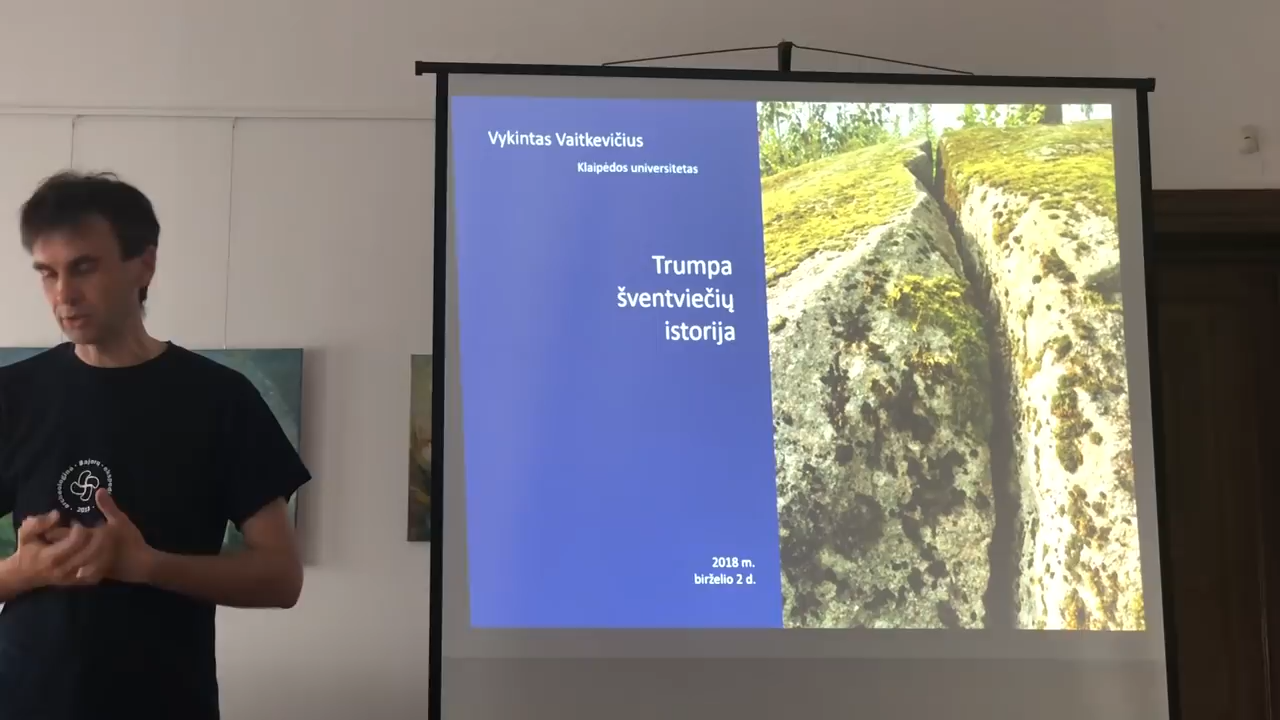 Vykintas Vaitkevičius
Klaipėdos universitetas
Trumpa
šventviečių
istorija
2018 m.
birželio 2 d.